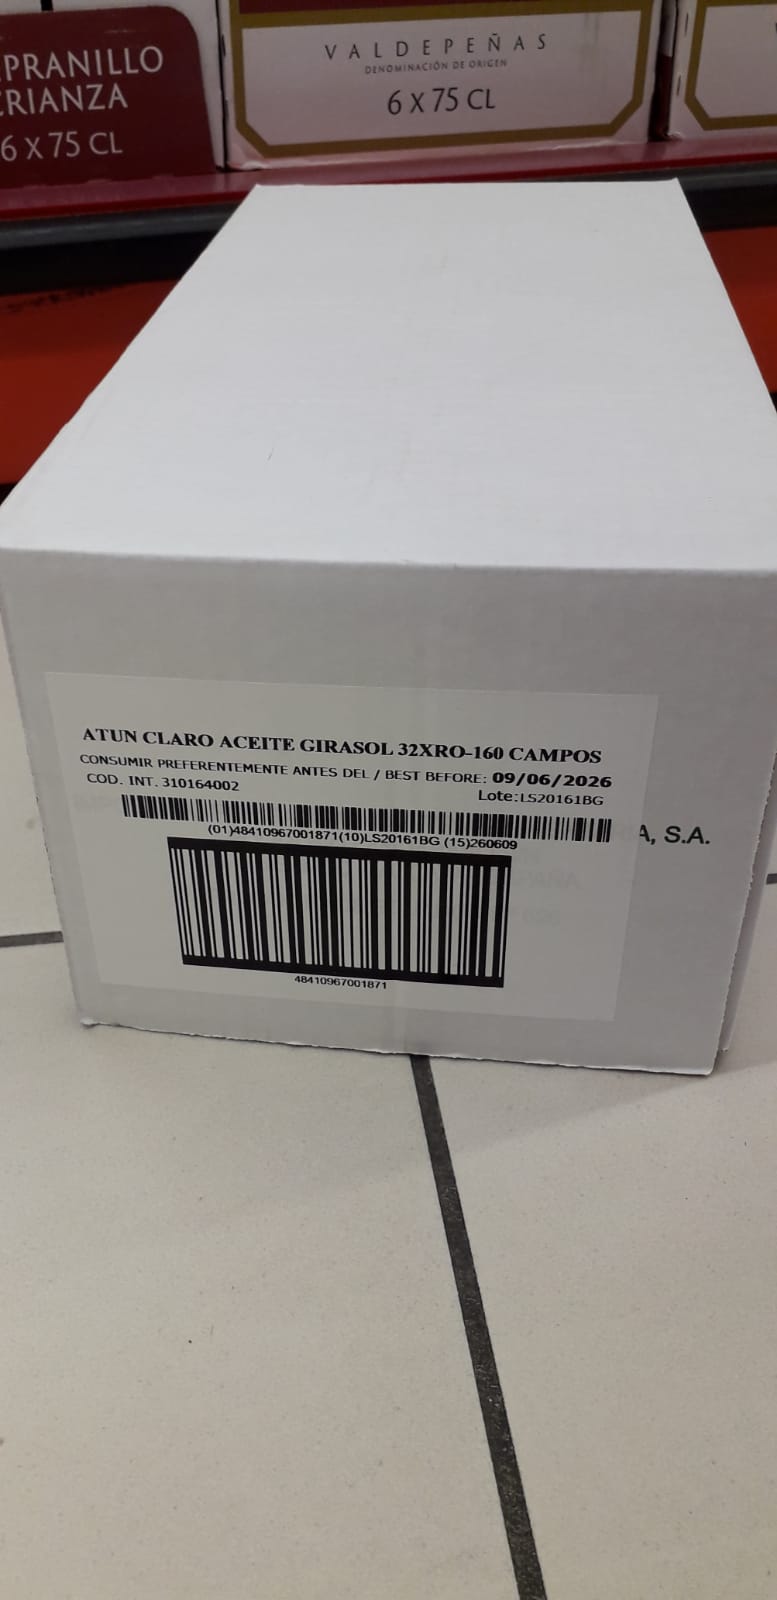 PRANILLO
CRIANZA
6 X 75 CL
VALDEPEÑAS
DENOMINACIÓN DE ORIGEN
6 X 75 CL
ATUN CLARO ACEITE GIRASOL 32XRO-160 CAMPOS
CONSUMIR PREFERENTEMENTE ANTES DEL / BEST BEFORE: 09/06/2026
COD. INT. 310164002
Lote:LS20161BG
(01)48410967001871(10)LS20161BG (15)260609
A, S.A.
48410967001871